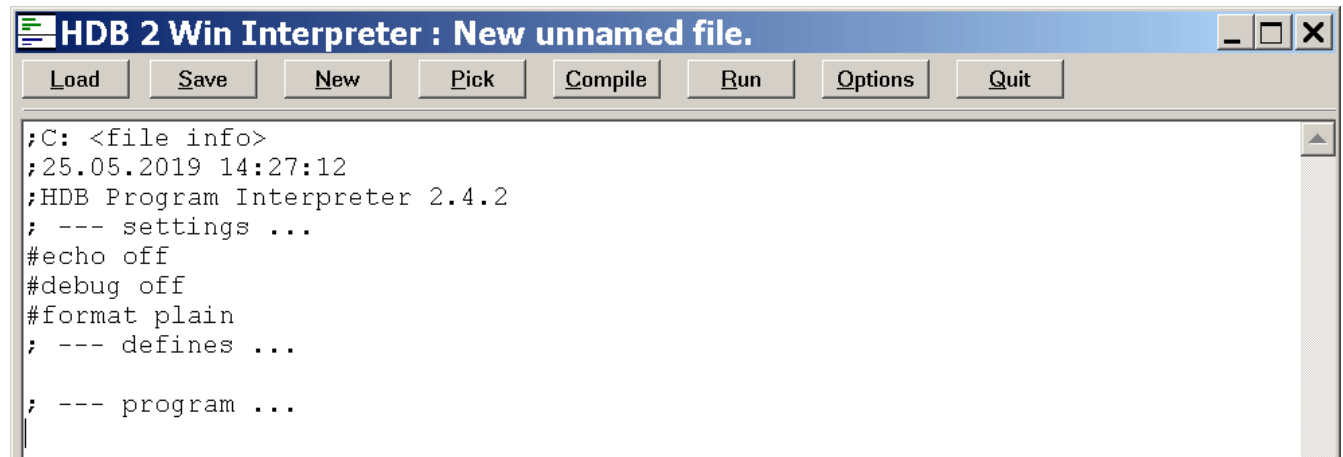 HDB 2 Win Interpreter : New unnamed file.
Load Save New Pick Compile Run Options Quit
;C: <file info>
;25.05.2019 14:27:12
;HDB Program Interpreter 2.4.2
; --- settings ...
#echo off
#debug off
#format plain
; --- defines ...
; --- program ...